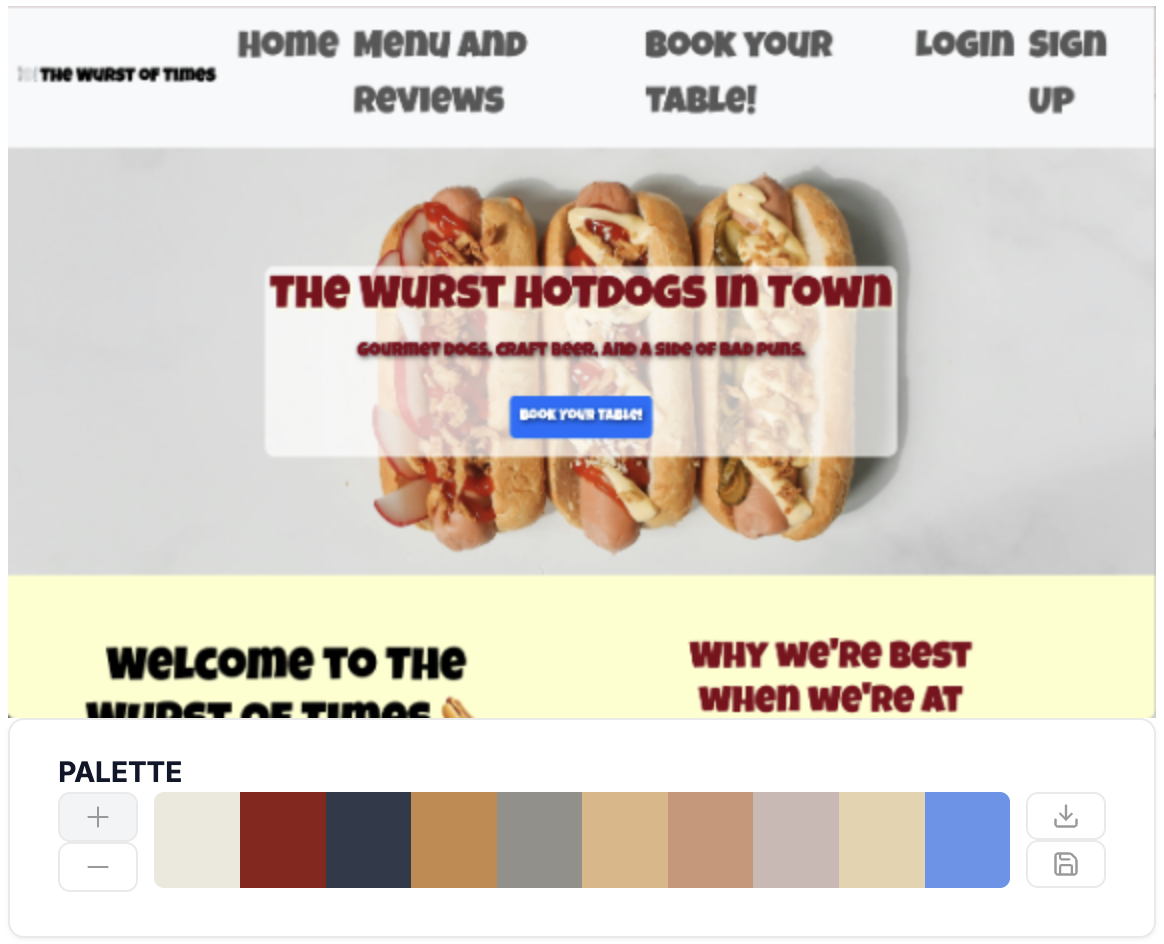 THE WURST OF TIMES
HOME MENU AND REVIEWS BOOK YOUR TABLE! LOGIN SIGN UP
THE WURST HOTDOGS IN TOWN
GOURMET DOGS, CRAFT BEER, AND A SIDE OF BAD PUNS.
BOOK YOUR TABLE!
WELCOME TO THE
WURST OF TIMES
WHY WE'RE BEST
WHEN WE'RE AT
PALETTE